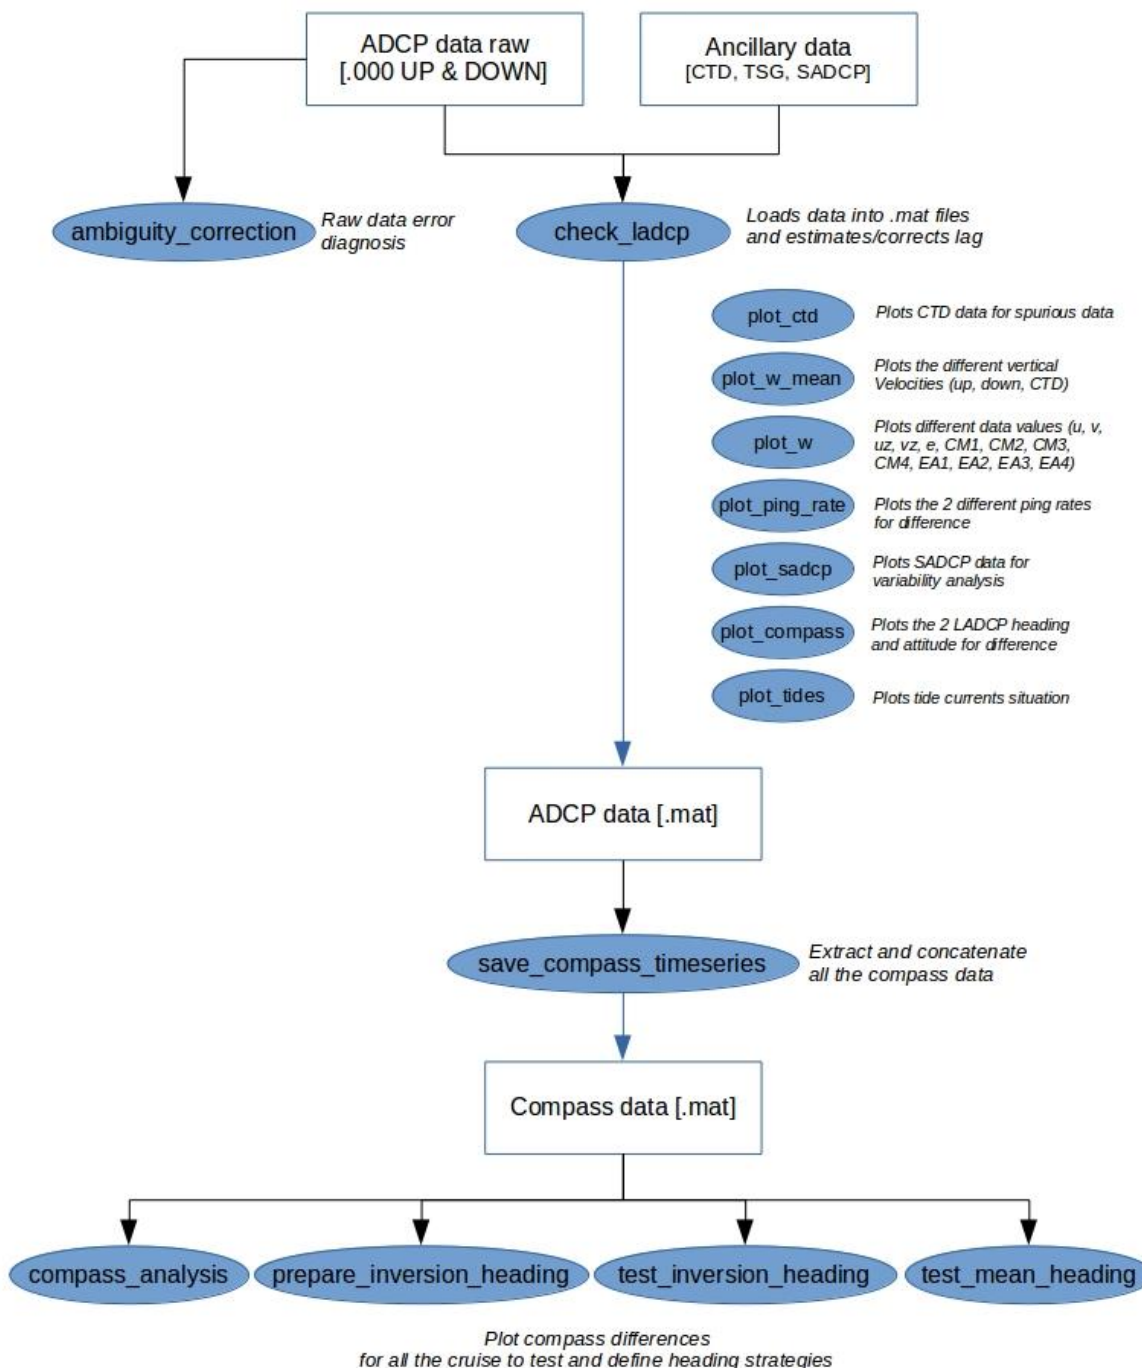 ADCP data raw
[.000 UP & DOWN]
Ancillary data
[CTD, TSG, SADCP]
ambiguity_correction
Raw data error
diagnosis
check_ladcp
Loads data into .mat files
and estimates/corrects lag
plot_ctd
Plots CTD data for spurious data
plot_w_mean
Plots the different vertical
Velocities (up, down, CTD)
plot_w
Plots different data values (u, v,
uz, vz, e, CM1, CM2, CM3,
CM4, EA1, EA2, EA3, EA4)
plot_ping_rate
Plots the 2 different ping rates
for difference
plot_sadcp
Plots SADCP data for
variability analysis
plot_compass
Plots the 2 LADCP heading
and attitude for difference
plot_tides
Plots tide currents situation
ADCP data [.mat]
save_compass_timeseries
Extract and concatenate
all the compass data
Compass data [.mat]
compass_analysis
prepare_inversion_heading
test_inversion_heading
test_mean_heading
Plot compass differences
for all the cruise to test and define heading strategies